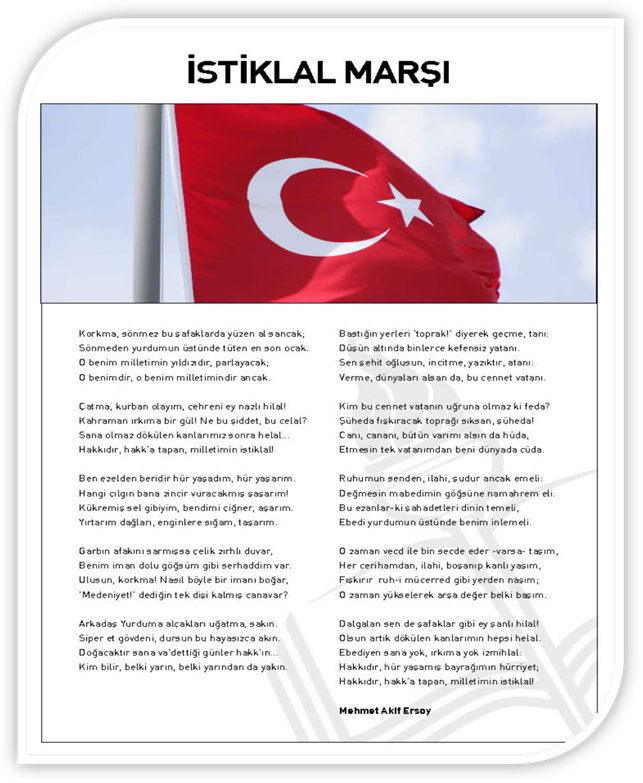 İSTİKLAL MARŞI
Korkma, sönmez bu şafaklarda yüzen al sancak;
Sönmeden yurdumun üstünde tüten en son ocak.
O benim milletimin yıldızıdır, parlayacak;
O benimdir, o benim milletimindir ancak.
Çatma, kurban olayım, çehreni ey nazlı hilal!
Kahraman ırkıma bir gül! Ne bu şiddet, bu celal?
Sana olmaz dökülen kanlarımız sonra helal...
Hakkıdır, hakk'a tapan, milletimin istiklal!
Ben ezelden beridir hür yaşadım, hür yaşarım.
Hangi çılgın bana zincir vuracakmış şaşarım!
Kükremiş sel gibiyim, bendimi çiğner, aşarım.
Yırtarım dağları, enginlere sığam, taşarım.
Garbın afakını sarmışsa çelik zırhlı duvar,
Benim iman dolu göğsüm gibi serhaddim var.
Ulusun, korkma! Nasıl böyle bir imanı boğar,
'Medeniyet!' dediğin tek dişi kalmış canavar?
Arkadaş Yurduma alçakları uğatma, sakın.
Siper et gövdeni, dursun bu hayasızca akın.
Doğacaktır sana va'dettiği günler hakk'ın...
Kim bilir, belki yarın, belki yarından da yakın.
Bastığın yerleri 'toprak!' diyerek geçme, tanı:
Düşün altında binlerce kefensiz yatanı.
Sen şehit oğlusun, incitme, yazıktır, atanı:
Verme, dünyaları alsan da, bu cennet vatanı.
Kim bu cennet vatanın uğruna olmaz ki feda?
Şüheda fışkıracak toprağı sıksan, şüheda!
Canı, cananı, bütün varımı alsın da hüda,
Etmesin tek vatanımdan beni dünyada cüda.
Ruhumun senden, ilahi, şudur ancak emeli:
Değmesin mabedimin göğsüne namahrem eli.
Bu ezanlar-ki şahadetleri dinin temeli,
Ebedi yurdumun üstünde benim inlemeli.
O zaman vecd ile bin secde eder -varsa- taşım,
Her cerihamdan, ilahi, boşanıp kanlı yaşım,
Fışkırır ruh-i mücerred gibi yerden naşım;
O zaman yükselerek arşa değer belki başım.
Dalgalan sen de şafaklar gibi ey şanlı hilal!
Olsun artık dökülen kanlarımın hepsi helal.
Ebediyen sana yok, ırkıma yok izmihlal:
Hakkıdır, hür yaşamış bayrağımın hürriyet;
Hakkıdır, hakk'a tapan, milletimin istiklal!
Mehmet Akif Ersoy